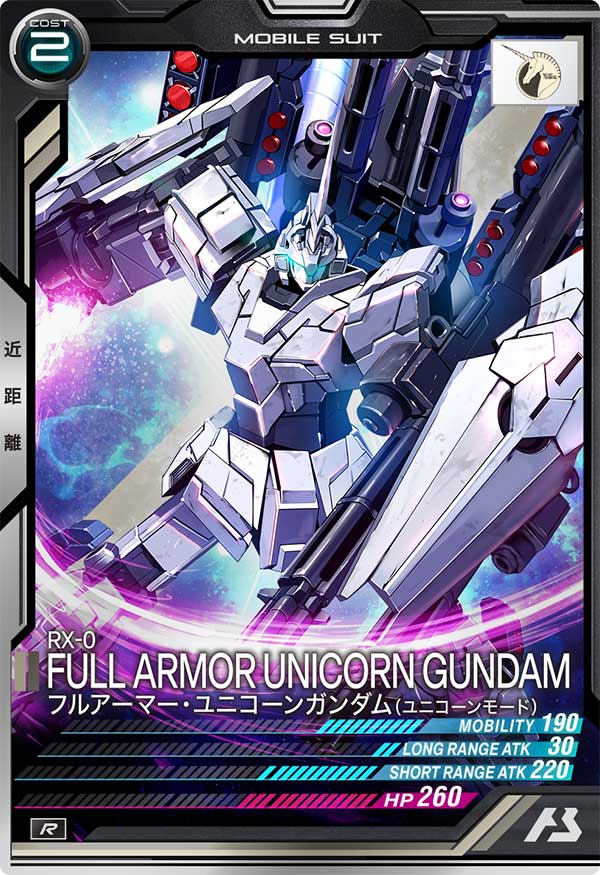 COST
2
MOBILE SUIT
近距離
RX-0
FULL ARMOR UNICORN GUNDAM
フルアーマー・ユニコーンガンダム（ユニコーンモード）
MOBILITY 190
LONG RANGE ATK 30
SHORT RANGE ATK 220
HP 260
R